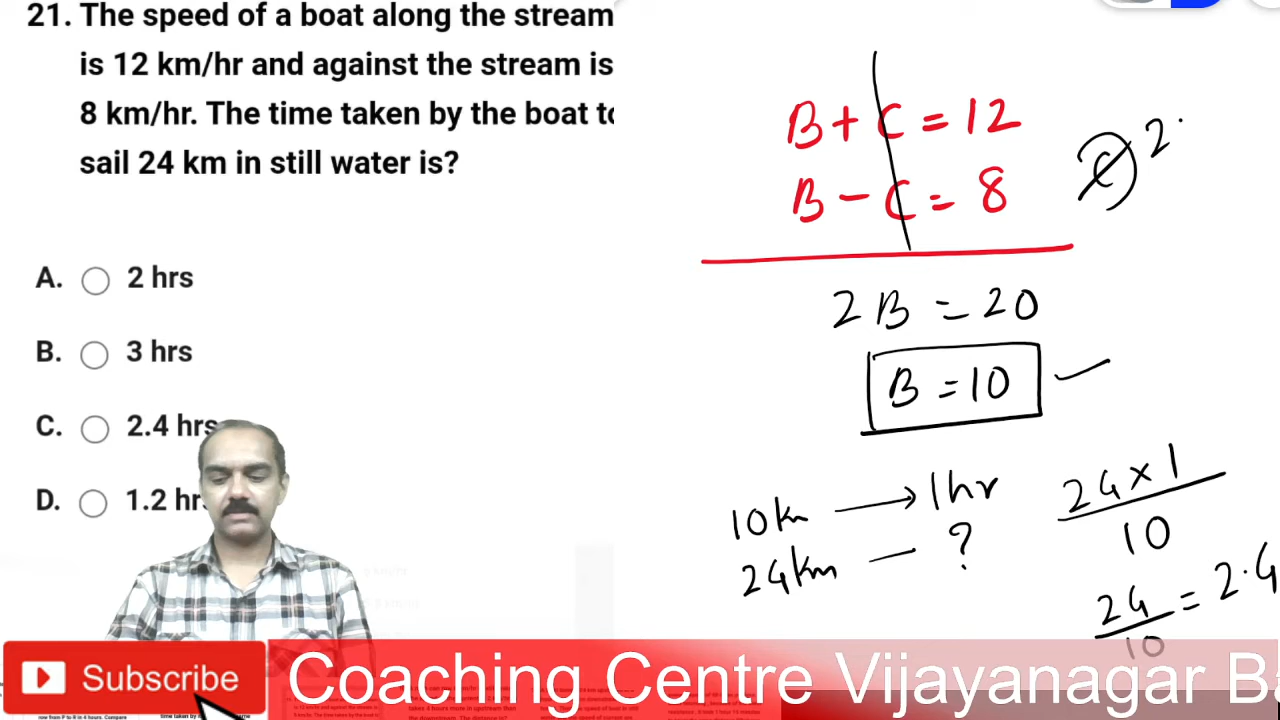 21. The speed of a boat along the stream
is 12 km/hr and against the stream is
8 km/hr. The time taken by the boat to
sail 24 km in still water is?
A. 2 hrs
B. 3 hrs
C. 2.4 hrs
D. 1.2 hr
B + C = 12
B - C = 8
C 2.
2B = 20
B = 10
10km → 1hr
24km — ?
24×1
10
24
10
= 2.4
Subscribe
Coaching Centre Vijayanagar Ba